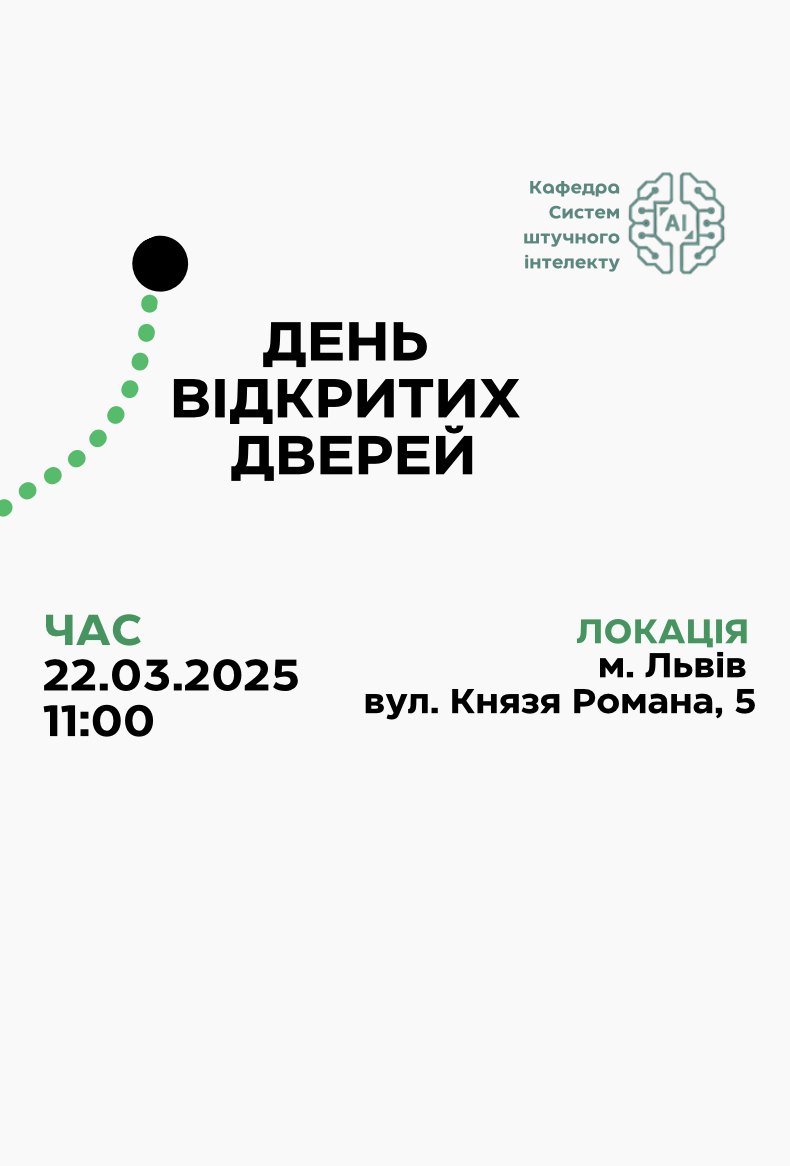 Кафедра
Систем
штучного
інтелекту
AI
ДЕНЬ
ВІДКРИТИХ
ДВЕРЕЙ
ЧАС
22.03.2025
11:00
ЛОКАЦІЯ
м. Львів
вул. Князя Романа, 5